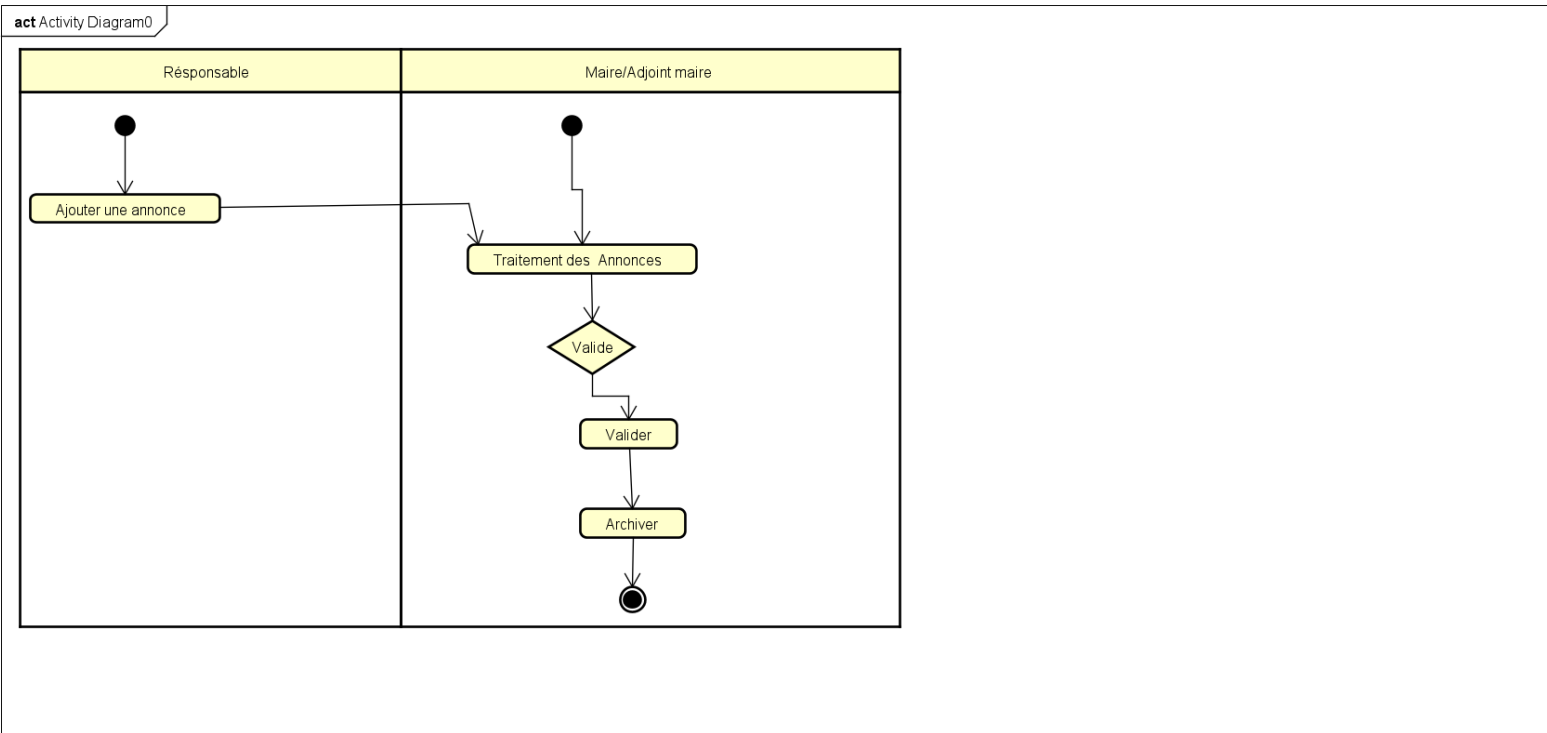 act Activity Diagram0
Résponsable
Maire/Adjoint maire
Ajouter une annonce
Traitement des  Annonces
Valide
Valider
Archiver